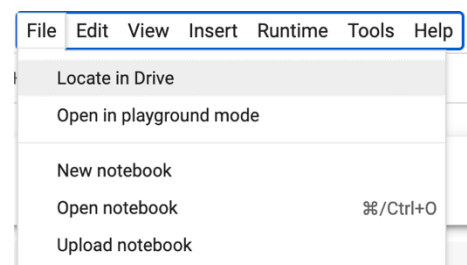 File Edit View Insert Runtime Tools Help
Locate in Drive
Open in playground mode
New notebook
Open notebook ⌘/Ctrl+O
Upload notebook